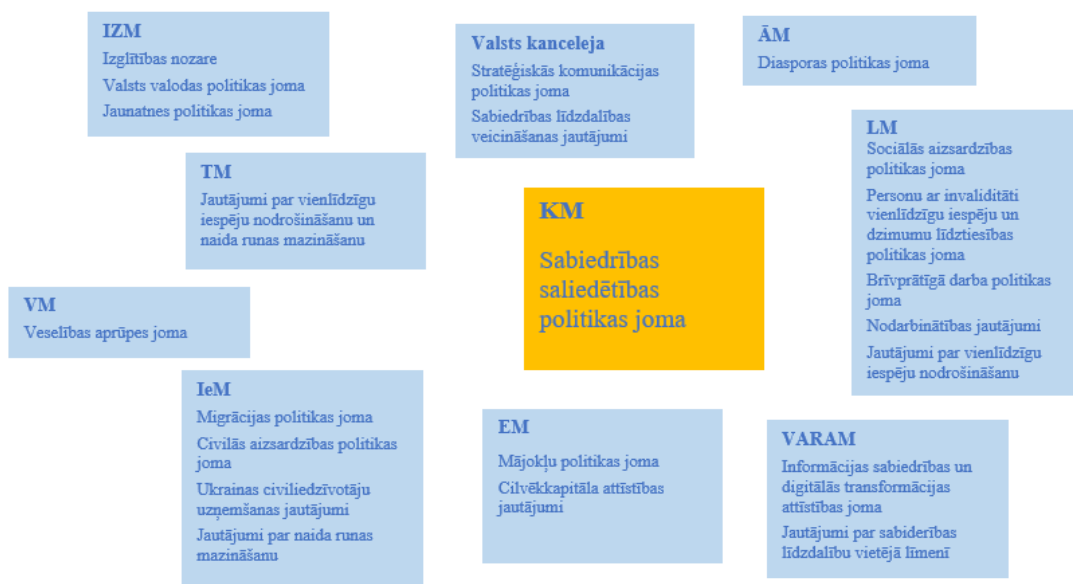 IZM
Izglītības nozare
Valsts valodas politikas joma
Jaunatnes politikas joma
Valsts kanceleja
Stratēģiskās komunikācijas
politikas joma
Sabiedrības līdzdalības
veicināšanas jautājumi
ĀM
Diasporas politikas joma
LM
Sociālās aizsardzības
politikas joma
Personu ar invaliditāti
vienlīdzīgu iespēju un
dzimumu līdztiesības
politikas joma
Brīvprātīgā darba politikas
joma
Nodarbinātības jautājumi
Jautājumi par vienlīdzīgu
iespēju nodrošināšanu
TM
Jautājumi par vienlīdzīgu
iespēju nodrošināšanu un
naida runas mazināšanu
KM
Sabiedrības
saliedētības
politikas joma
VM
Veselības aprūpes joma
IeM
Migrācijas politikas joma
Civilās aizsardzības politikas
joma
Ukrainas civiliedzīvotāju
uzņemšanas jautājumi
Jautājumi par naida runas
mazināšanu
EM
Mājokļu politikas joma
Cilvēkkapitāla attīstības
jautājumi
VARAM
Informācijas sabiedrības un
digitālās transformācijas
attīstības joma
Jautājumi par sabiderības
līdzdalību vietējā līmenī